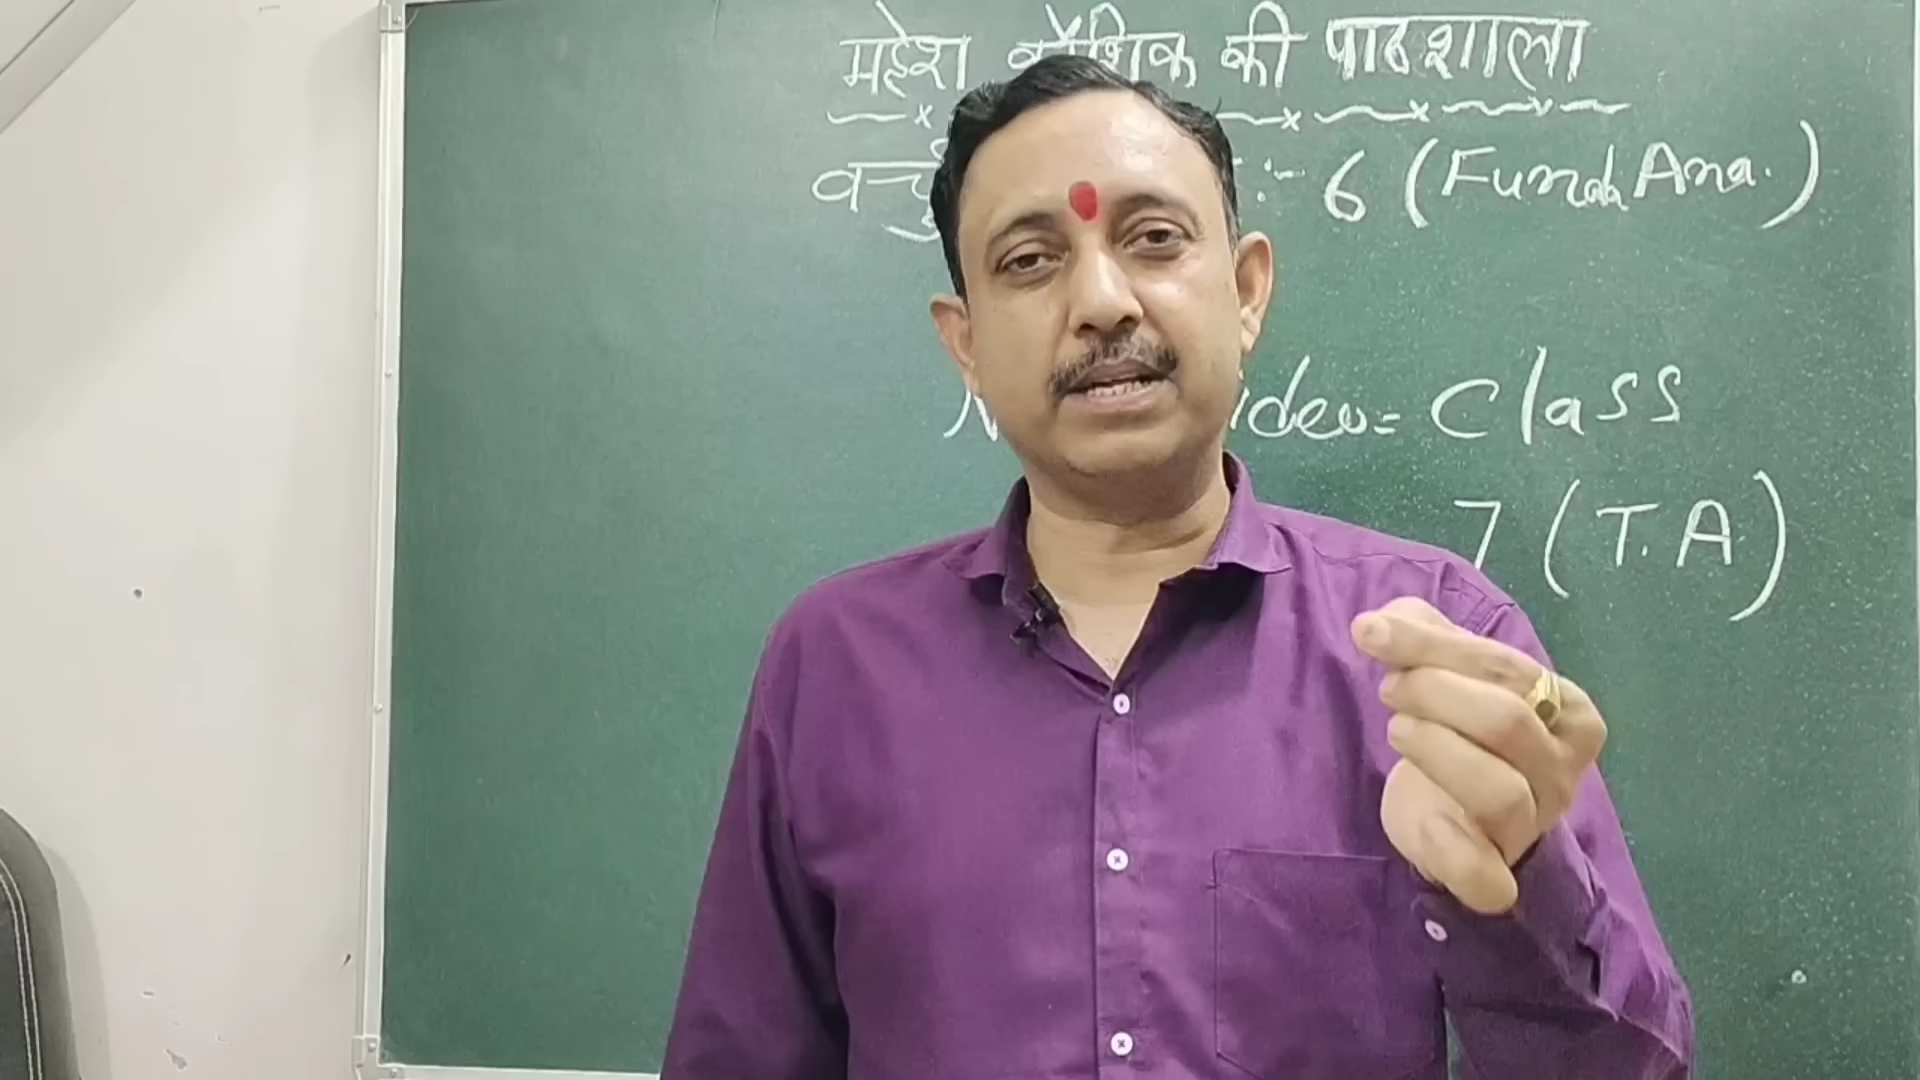 महेश कौशिक की पाठशाला
:- 6 (Fund Ana.)
ideo = Class
7 (T.A)